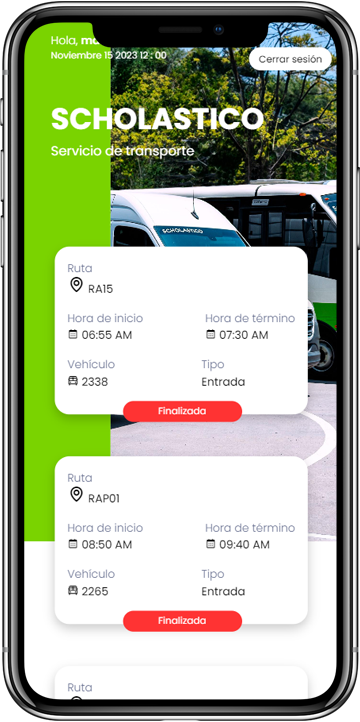 Hola,
Noviembre 15 2023 12 : 00
Cerrar sesión
SCHOLASTICO
Servicio de transporte
SCHOLASTICO
Ruta
RA15
Hora de inicio Hora de término
06:55 AM 07:30 AM
Vehículo Tipo
2338 Entrada
Finalizada
Ruta
RAP01
Hora de inicio Hora de término
08:50 AM 09:40 AM
Vehículo Tipo
2265 Entrada
Finalizada
Ruta